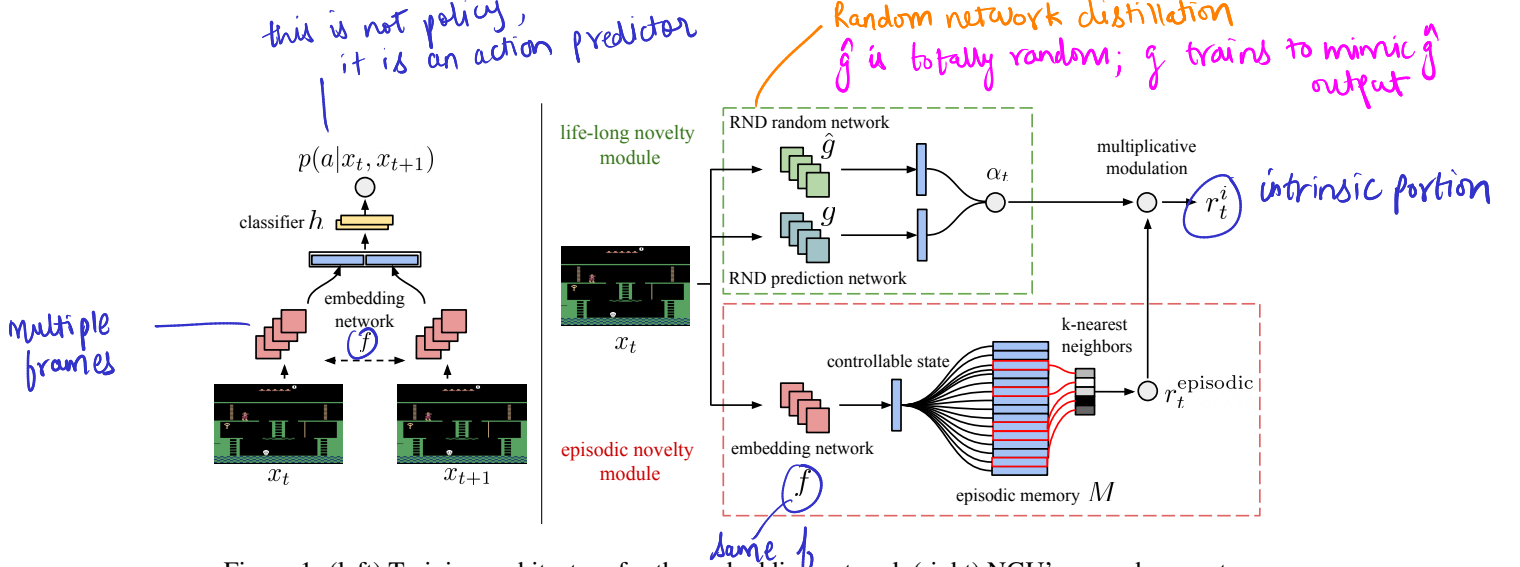 this is not policy,
it is an action predictor
Random network distillation
ĝ is totally random; g trains to mimic ĝ
output
p(a|x_t, x_{t+1})
classifier h
embedding
network
f
Multiple
frames
x_t
x_{t+1}
life-long novelty
module
RND random network
ĝ
g
RND prediction network
α_t
multiplicative
modulation
r_t^i
intrinsic portion
x_t
episodic novelty
module
controllable state
k-nearest
neighbors
r_t^episodic
embedding network
f
episodic memory M
same f